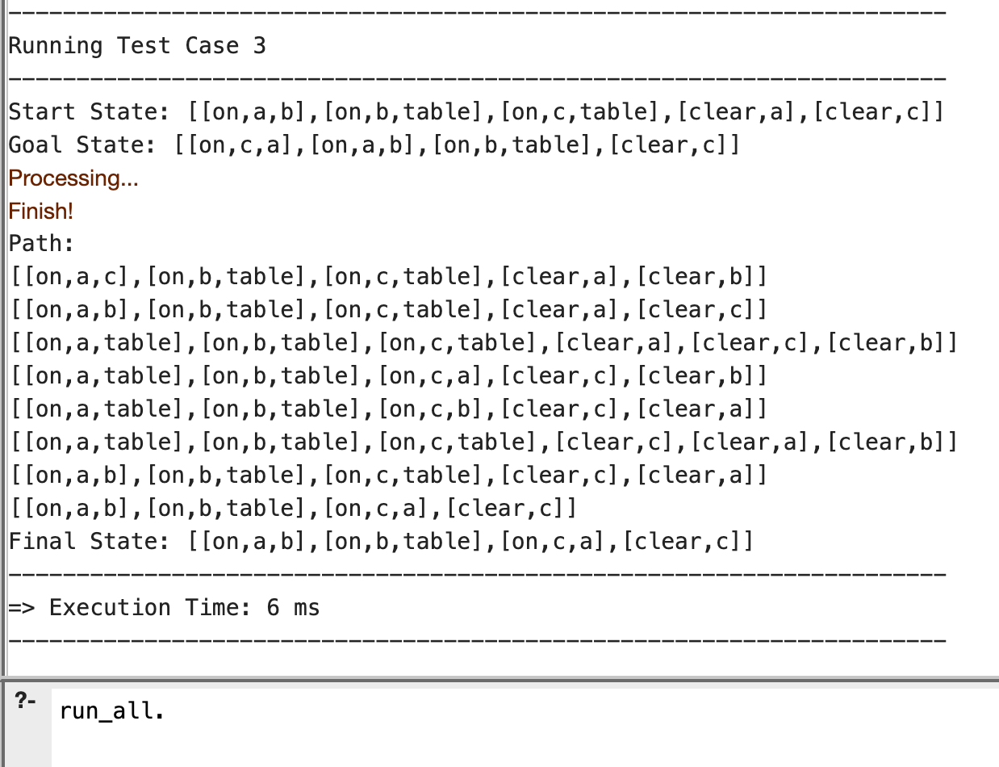 ---------------------------------------------------------------------
Running Test Case 3
---------------------------------------------------------------------
Start State: [[on,a,b],[on,b,table],[on,c,table],[clear,a],[clear,c]]
Goal State: [[on,c,a],[on,a,b],[on,b,table],[clear,c]]
Processing...
Finish!
Path:
[[on,a,c],[on,b,table],[on,c,table],[clear,a],[clear,b]]
[[on,a,b],[on,b,table],[on,c,table],[clear,a],[clear,c]]
[[on,a,table],[on,b,table],[on,c,table],[clear,a],[clear,c],[clear,b]]
[[on,a,table],[on,b,table],[on,c,a],[clear,c],[clear,b]]
[[on,a,table],[on,b,table],[on,c,b],[clear,c],[clear,a]]
[[on,a,table],[on,b,table],[on,c,table],[clear,c],[clear,a],[clear,b]]
[[on,a,b],[on,b,table],[on,c,table],[clear,c],[clear,a]]
[[on,a,b],[on,b,table],[on,c,a],[clear,c]]
Final State: [[on,a,b],[on,b,table],[on,c,a],[clear,c]]
---------------------------------------------------------------------
=> Execution Time: 6 ms
---------------------------------------------------------------------
?- run_all.